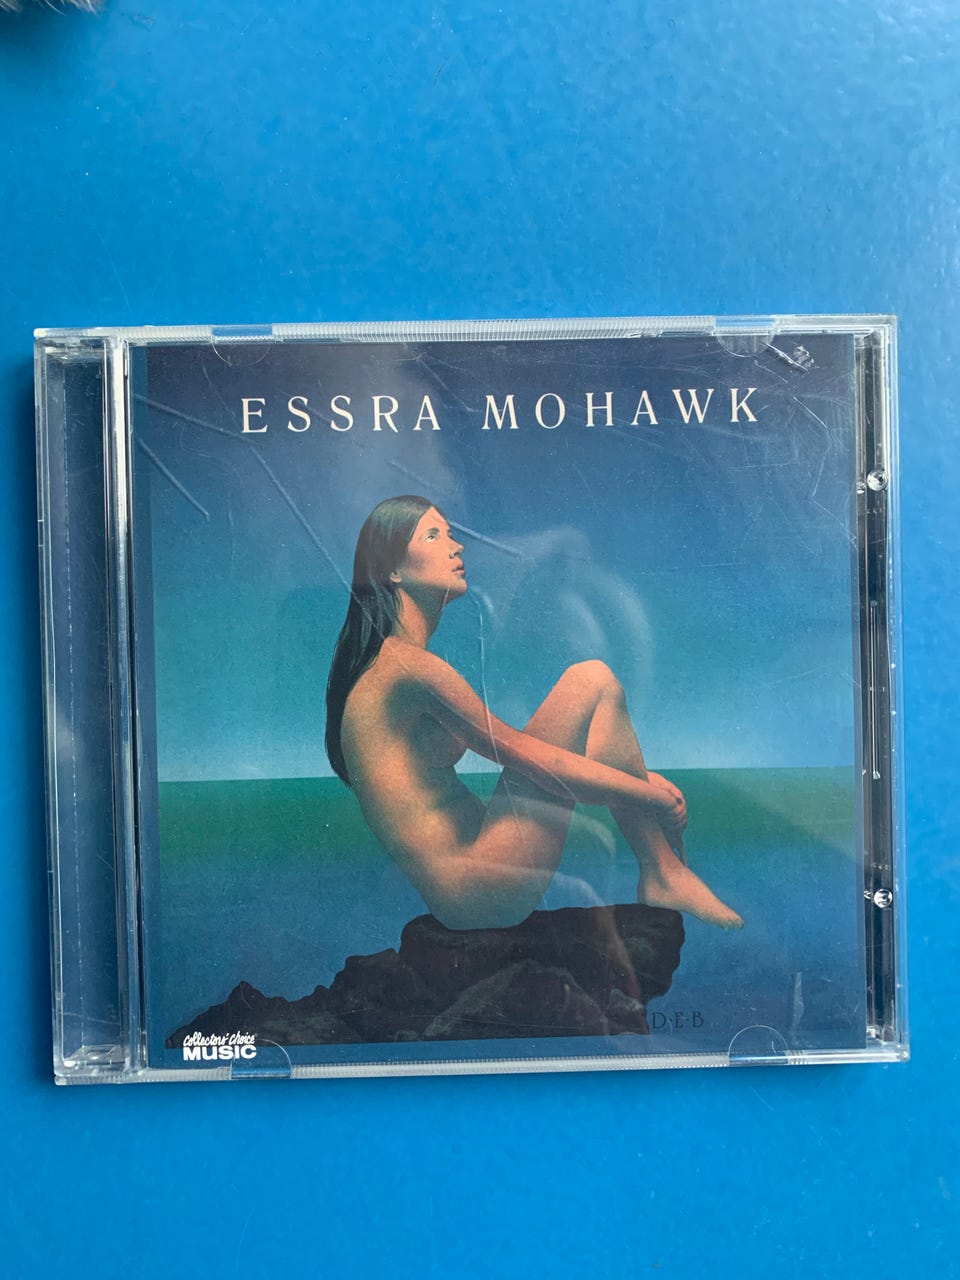 ESSRA MOHAWK
D·E·B
Collectors' Choice
MUSIC